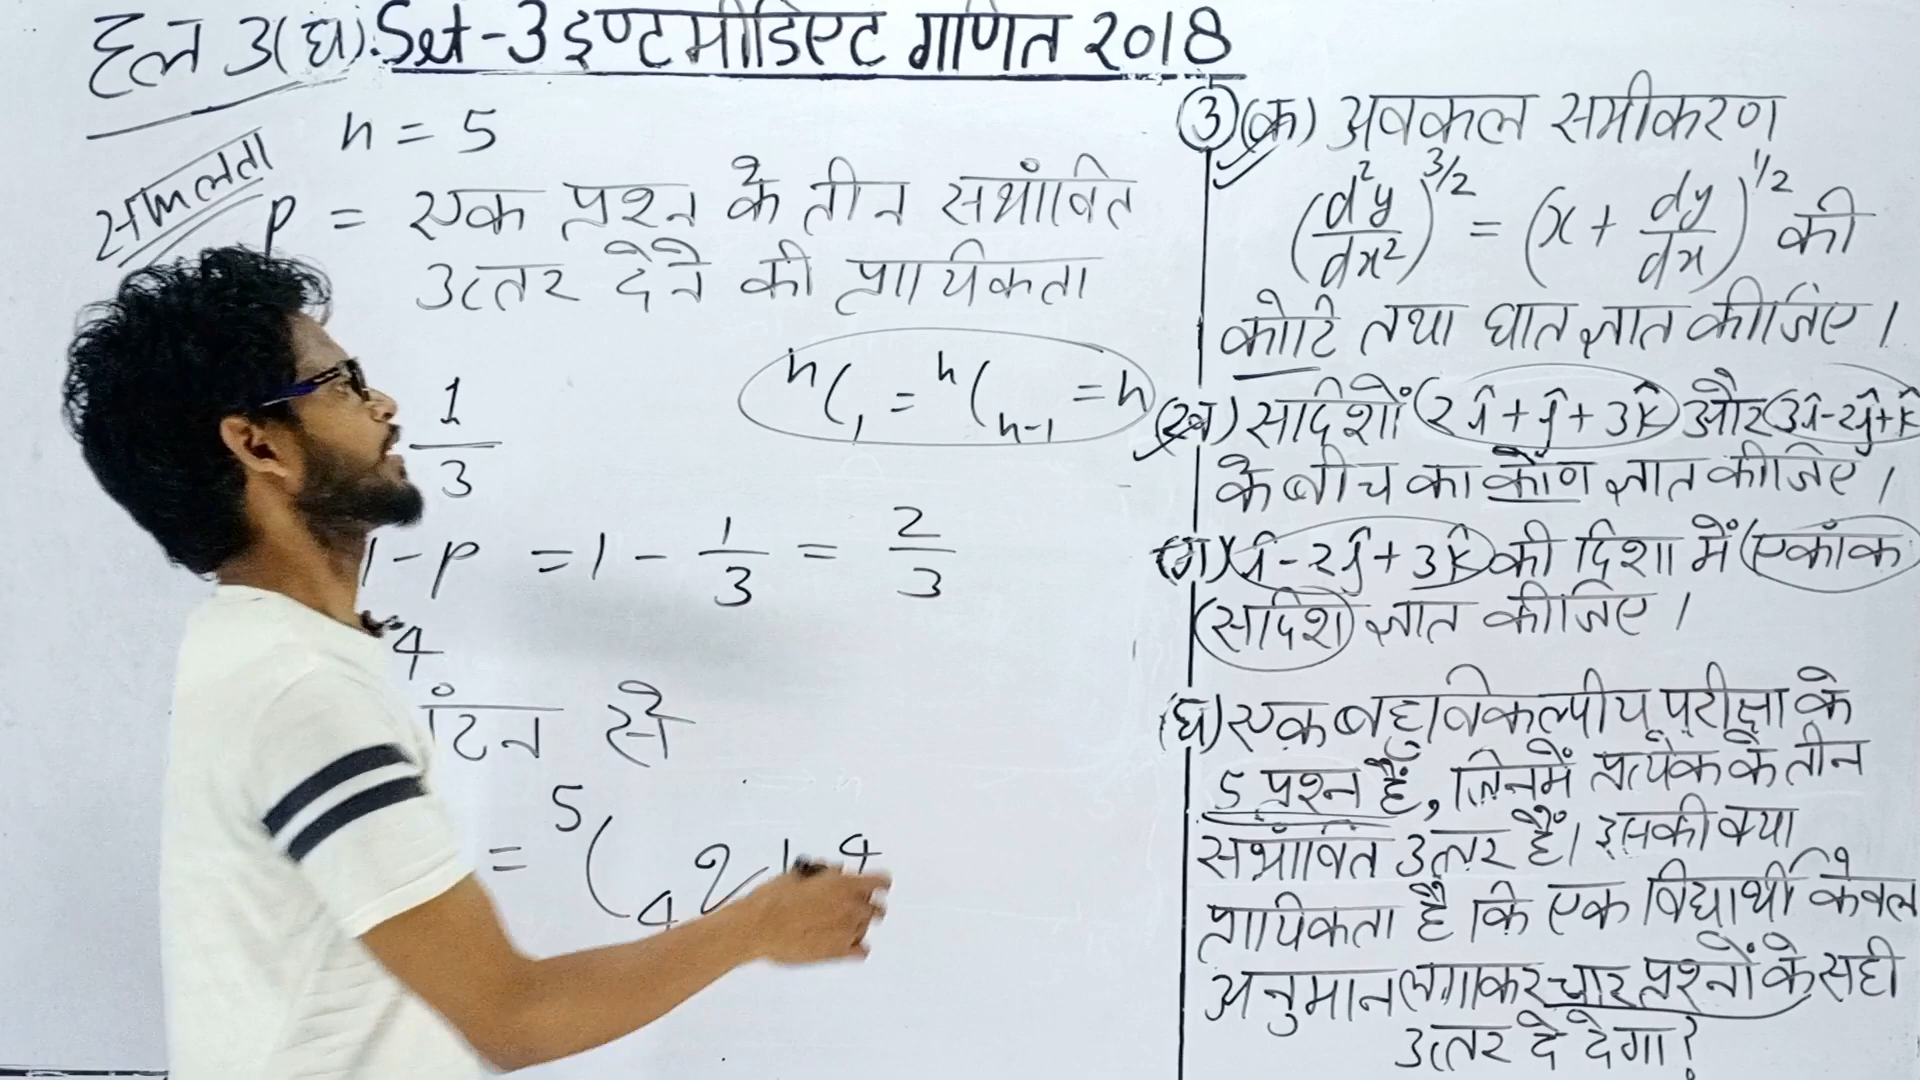 हल 3(घ). Set-3 इण्टमीडिएट गणित 2018
n = 5
सफलता
p = एक प्रश्न के तीन सम्भावित
उत्तर देने की प्रायिकता
ⁿC₁ = ⁿCₙ₋₁ = n
1/3
1-p = 1 - 1/3 = 2/3
4
से
= ⁵C₄ q
③(क) अवकल समीकरण
(d²y/dx²)^3/2 = (x + dy/dx)^1/2 की
कोटि तथा घात ज्ञात कीजिए।
(ख) सदिशों (2î+ĵ+3k̂) और (3î-2ĵ+k̂)
के बीच का कोण ज्ञात कीजिए।
(ग) î-2ĵ+3k̂ की दिशा में (एकांक
सदिश) ज्ञात कीजिए।
(घ) एक बहुविकल्पीय परीक्षा के
5 प्रश्न हैं, जिनमें प्रत्येक के तीन
सम्भावित उत्तर हैं। इसकी क्या
प्रायिकता है कि एक विद्यार्थी केवल
अनुमान लगाकर चार प्रश्नों के सही
उत्तर दे देगा?